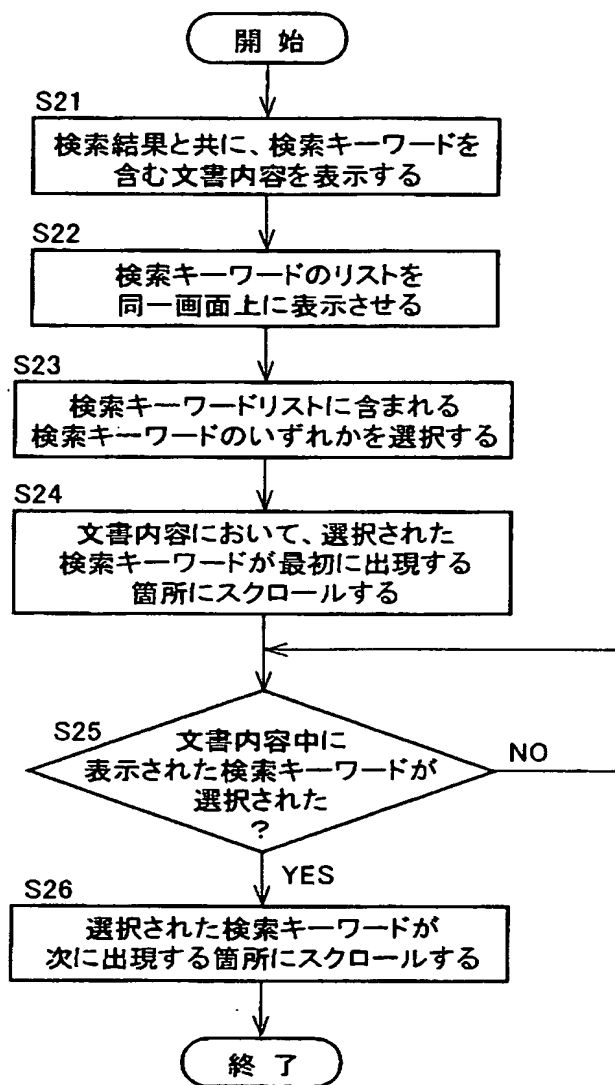 開始
S21
検索結果と共に、検索キーワードを
含む文書内容を表示する
S22
検索キーワードのリストを
同一画面上に表示させる
S23
検索キーワードリストに含まれる
検索キーワードのいずれかを選択する
S24
文書内容において、選択された
検索キーワードが最初に出現する
箇所にスクロールする
S25
文書内容中に
表示された検索キーワードが
選択された
?
NO
YES
S26
選択された検索キーワードが
次に出現する箇所にスクロールする
終了